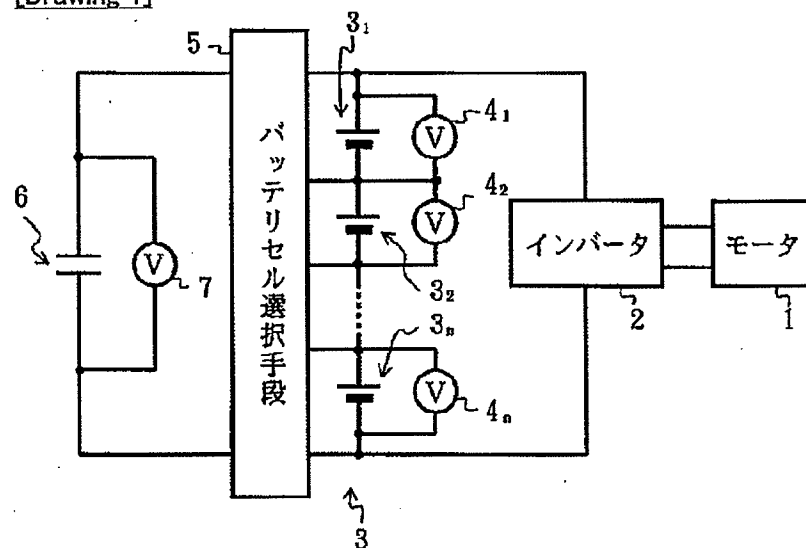 [Drawing 1]
5
3₁
バッテリセル選択手段
V
4₁
V
4₂
6
V
7
インバータ
モータ
3₂
2
1
3ₙ
V
4ₙ
3